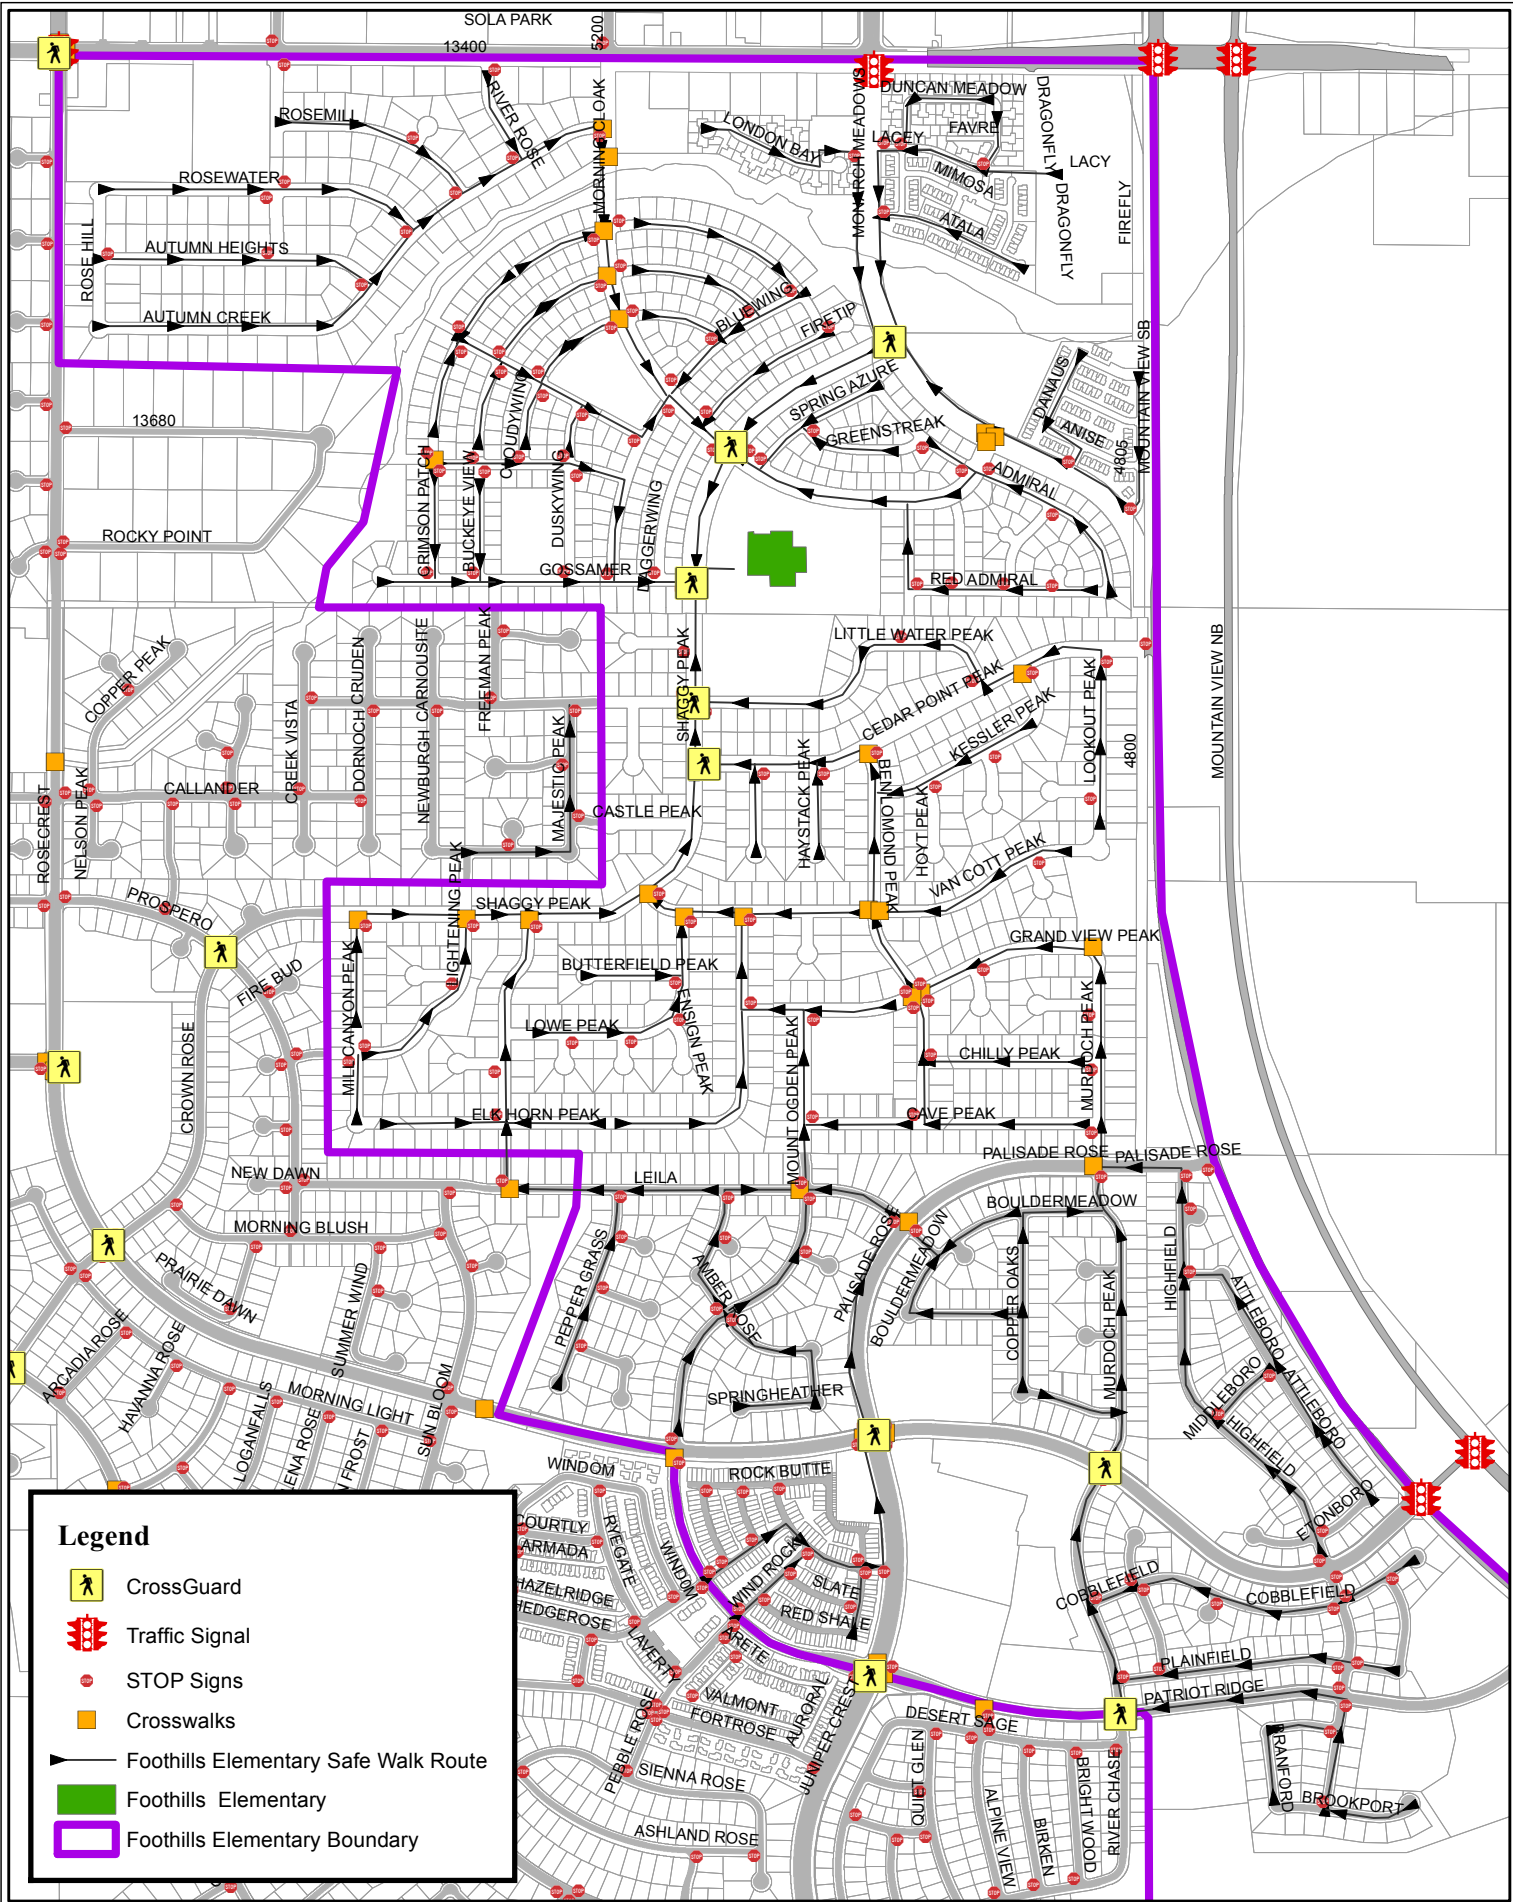 SOLA PARK
13400
5200
ROSEMILL
RIVER ROSE
MORNING CLOAK
LONDON BAY
MONARCH MEADOWS
DUNCAN MEADOW
LACEY
FAVRE
DRAGONFLY
LACY
MIMOSA
ATALA
DRAGONFLY
FIREFLY
ROSEWATER
ROSE HILL
AUTUMN HEIGHTS
AUTUMN CREEK
BLUEWING
FIRETIP
SPRING AZURE
GREENSTREAK
DANAUS
ANISE
4805
MOUNTAIN VIEW SB
13680
CLOUDYWING
ADMIRAL
CRIMSON PATCH
BUCKEYE VIEW
DUSKYWING
DAGGERWING
ROCKY POINT
GOSSAMER
RED ADMIRAL
COPPER PEAK
CREEK VISTA
DORNOCH CRUDEN
NEWBURGH CARNOUSITE
FREEMAN PEAK
SHAGGY PEAK
LITTLE WATER PEAK
CEDAR POINT PEAK
KESSLER PEAK
LOOKOUT PEAK
4800
MOUNTAIN VIEW NB
ROSECREST
NELSON PEAK
CALLANDER
MAJESTIC PEAK
CASTLE PEAK
HAYSTACK PEAK
BEN LOMOND PEAK
HOYT PEAK
VAN COTT PEAK
PROSPERO
LIGHTENING PEAK
SHAGGY PEAK
GRAND VIEW PEAK
FIRE BUD
MILL CANYON PEAK
BUTTERFIELD PEAK
LOWE PEAK
ENSIGN PEAK
MOUNT OGDEN PEAK
CHILLY PEAK
MURDOCH PEAK
CROWN ROSE
ELK HORN PEAK
CAVE PEAK
PALISADE ROSE
PALISADE ROSE
NEW DAWN
LEILA
MORNING BLUSH
PRAIRIE DAWN
SUMMER WIND
PEPPER GRASS
AMBER ROSE
PALISADE ROSE
BOULDERMEADOW
BOULDERMEADOW
COPPER OAKS
MURDOCH PEAK
HIGHFIELD
ATTLEBORO
ATTLEBORO
MIDDLEBORO
HIGHFIELD
ETONBORO
ARCADIA ROSE
HAVANNA ROSE
LOGANFALLS
MORNING LIGHT
LENA ROSE
N FROST
SUN BLOOM
SPRINGHEATHER
WINDOM
ROCK BUTTE
COURTLY
ARMADA
RYEGATE
WINDOM
HAZELRIDGE
HEDGEROSE
WIND ROCK
SLATE
RED SHALE
COBBLEFIELD
COBBLEFIELD
LAVERTY
ARETE
PLAINFIELD
PATRIOT RIDGE
VALMONT
FORTROSE
AURORAL
JUNIPER CREST
PEBBLE ROSE
SIENNA ROSE
DESERT SAGE
QUIET GLEN
ALPINE VIEW
BIRKEN
BRIGHT WOOD
RIVER CHASE
BRANFORD
BROOKPORT
ASHLAND ROSE
Legend
CrossGuard
Traffic Signal
STOP Signs
Crosswalks
Foothills Elementary Safe Walk Route
Foothills Elementary
Foothills Elementary Boundary